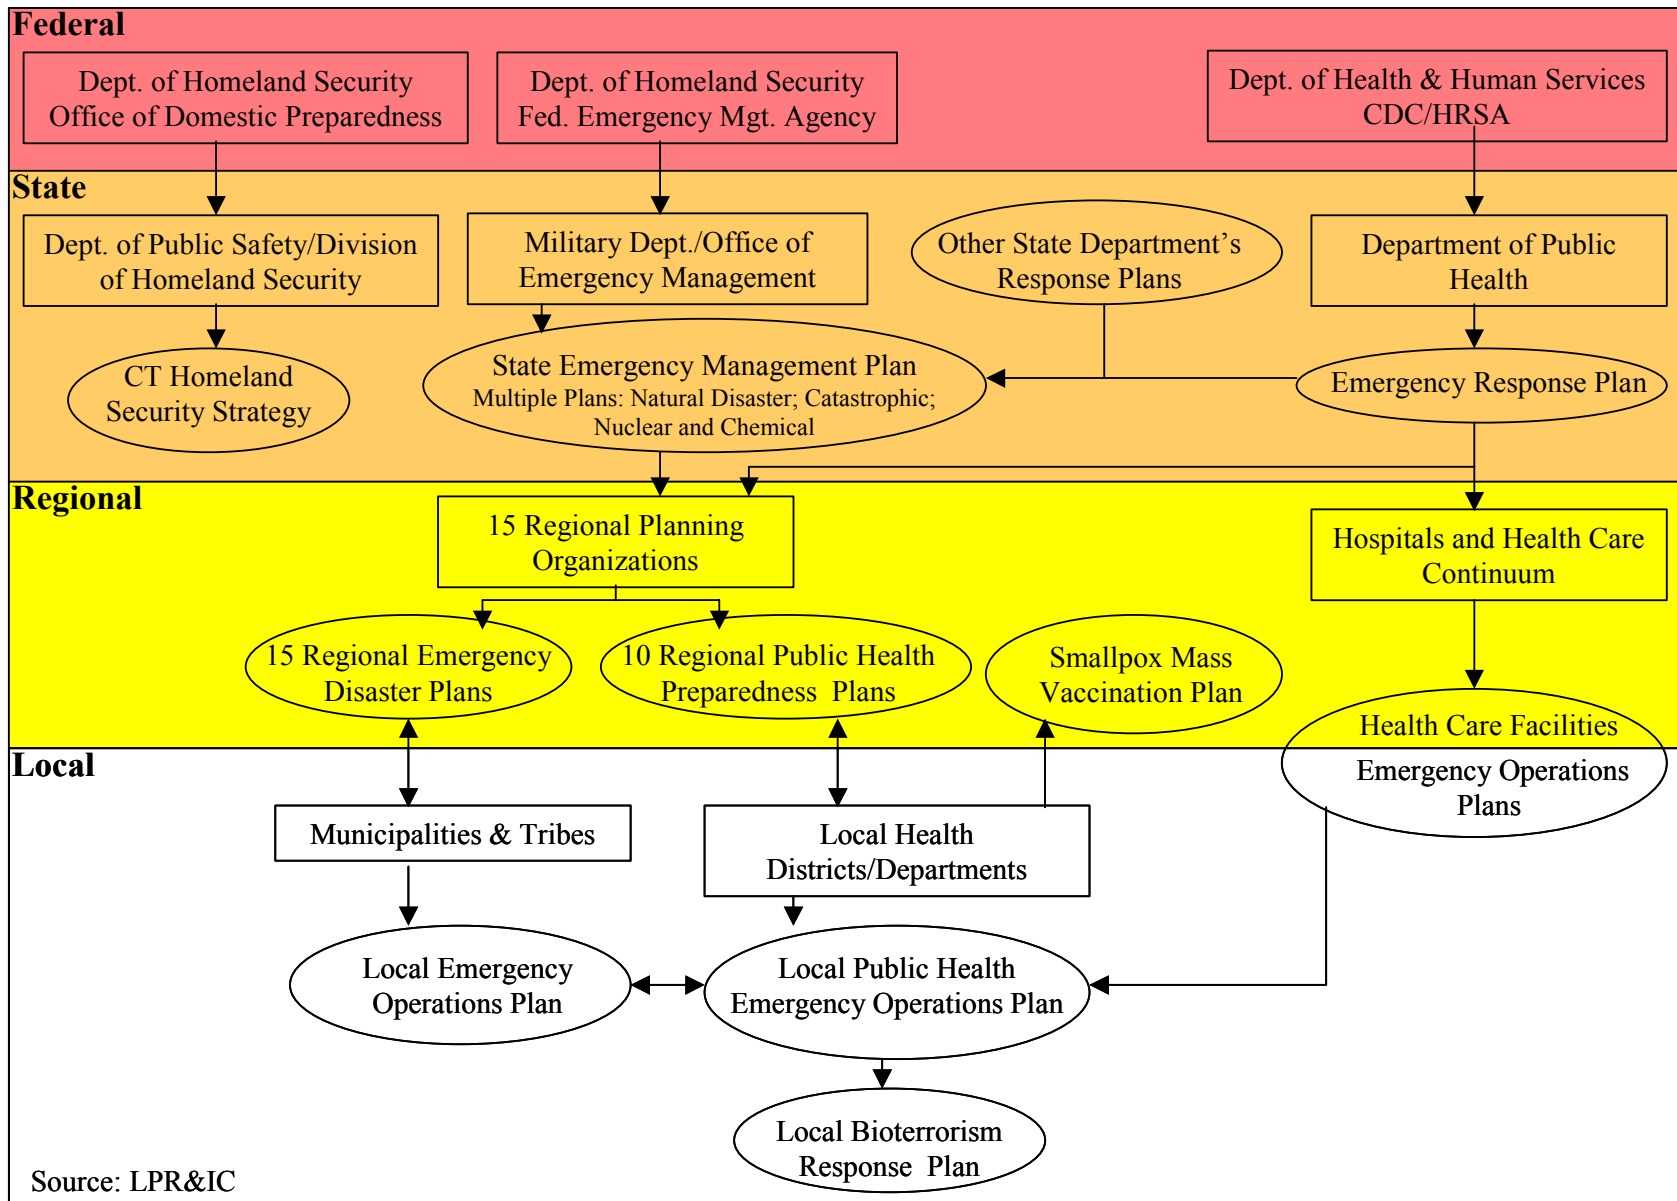 Federal
Dept. of Homeland Security
Office of Domestic Preparedness
Dept. of Homeland Security
Fed. Emergency Mgt. Agency
Dept. of Health & Human Services
CDC/HRSA
State
Dept. of Public Safety/Division
of Homeland Security
Military Dept./Office of
Emergency Management
Other State Department's
Response Plans
Department of Public
Health
CT Homeland
Security Strategy
State Emergency Management Plan
Multiple Plans: Natural Disaster; Catastrophic;
Nuclear and Chemical
Emergency Response Plan
Regional
15 Regional Planning
Organizations
Hospitals and Health Care
Continuum
15 Regional Emergency
Disaster Plans
10 Regional Public Health
Preparedness Plans
Smallpox Mass
Vaccination Plan
Health Care Facilities
Emergency Operations
Plans
Local
Municipalities & Tribes
Local Health
Districts/Departments
Local Emergency
Operations Plan
Local Public Health
Emergency Operations Plan
Local Bioterrorism
Response Plan
Source: LPR&IC